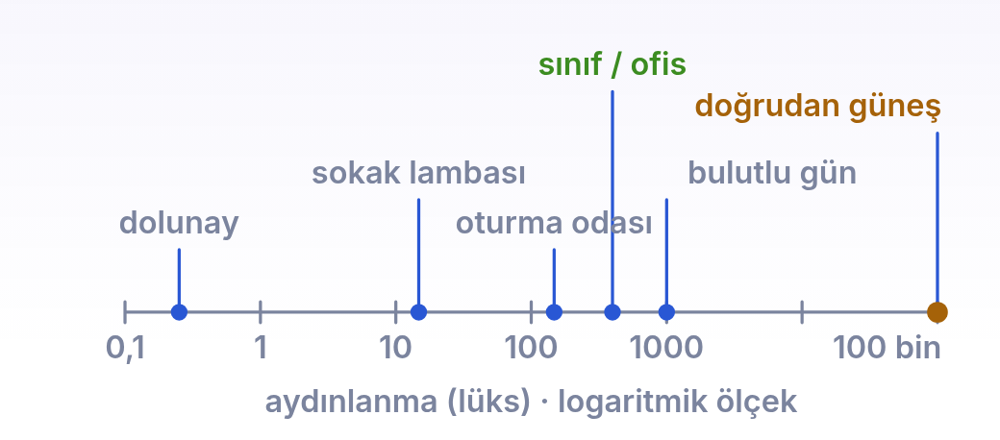 sınıf / ofis
doğrudan güneş
sokak lambası
bulutlu gün
dolunay
oturma odası
0,1
1
10
100
1000
100 bin
aydınlanma (lüks) · logaritmik ölçek